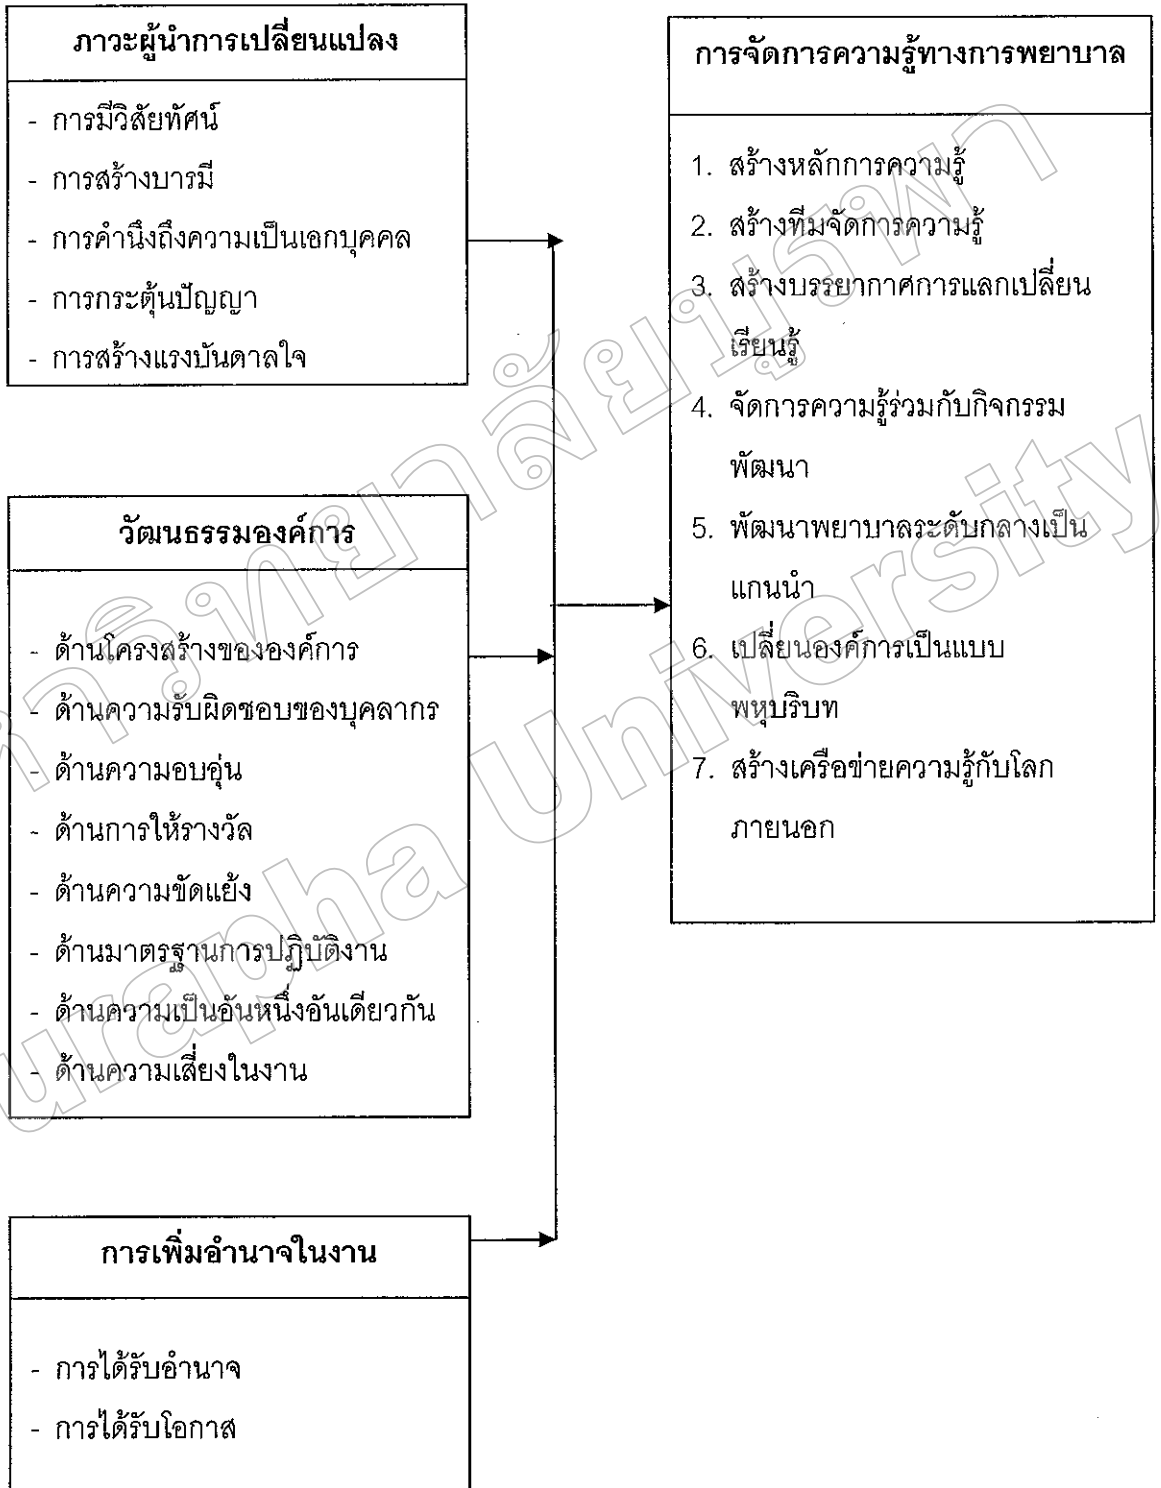 ภาวะผู้นำการเปลี่ยนแปลง
- การมีวิสัยทัศน์
- การสร้างบารมี
- การคำนึงถึงความเป็นเอกบุคคล
- การกระตุ้นปัญญา
- การสร้างแรงบันดาลใจ
วัฒนธรรมองค์การ
- ด้านโครงสร้างขององค์การ
- ด้านความรับผิดชอบของบุคลากร
- ด้านความอบอุ่น
- ด้านการให้รางวัล
- ด้านความขัดแย้ง
- ด้านมาตรฐานการปฏิบัติงาน
- ด้านความเป็นอันหนึ่งอันเดียวกัน
- ด้านความเสี่ยงในงาน
การเพิ่มอำนาจในงาน
- การได้รับอำนาจ
- การได้รับโอกาส
การจัดการความรู้ทางการพยาบาล
1. สร้างหลักการความรู้
2. สร้างทีมจัดการความรู้
3. สร้างบรรยากาศการแลกเปลี่ยน
เรียนรู้
4. จัดการความรู้ร่วมกับกิจกรรม
พัฒนา
5. พัฒนาพยาบาลระดับกลางเป็น
แกนนำ
6. เปลี่ยนองค์การเป็นแบบ
พหุบริบท
7. สร้างเครือข่ายความรู้กับโลก
ภายนอก
หาวิทยาลัยบูรพา
urapha University